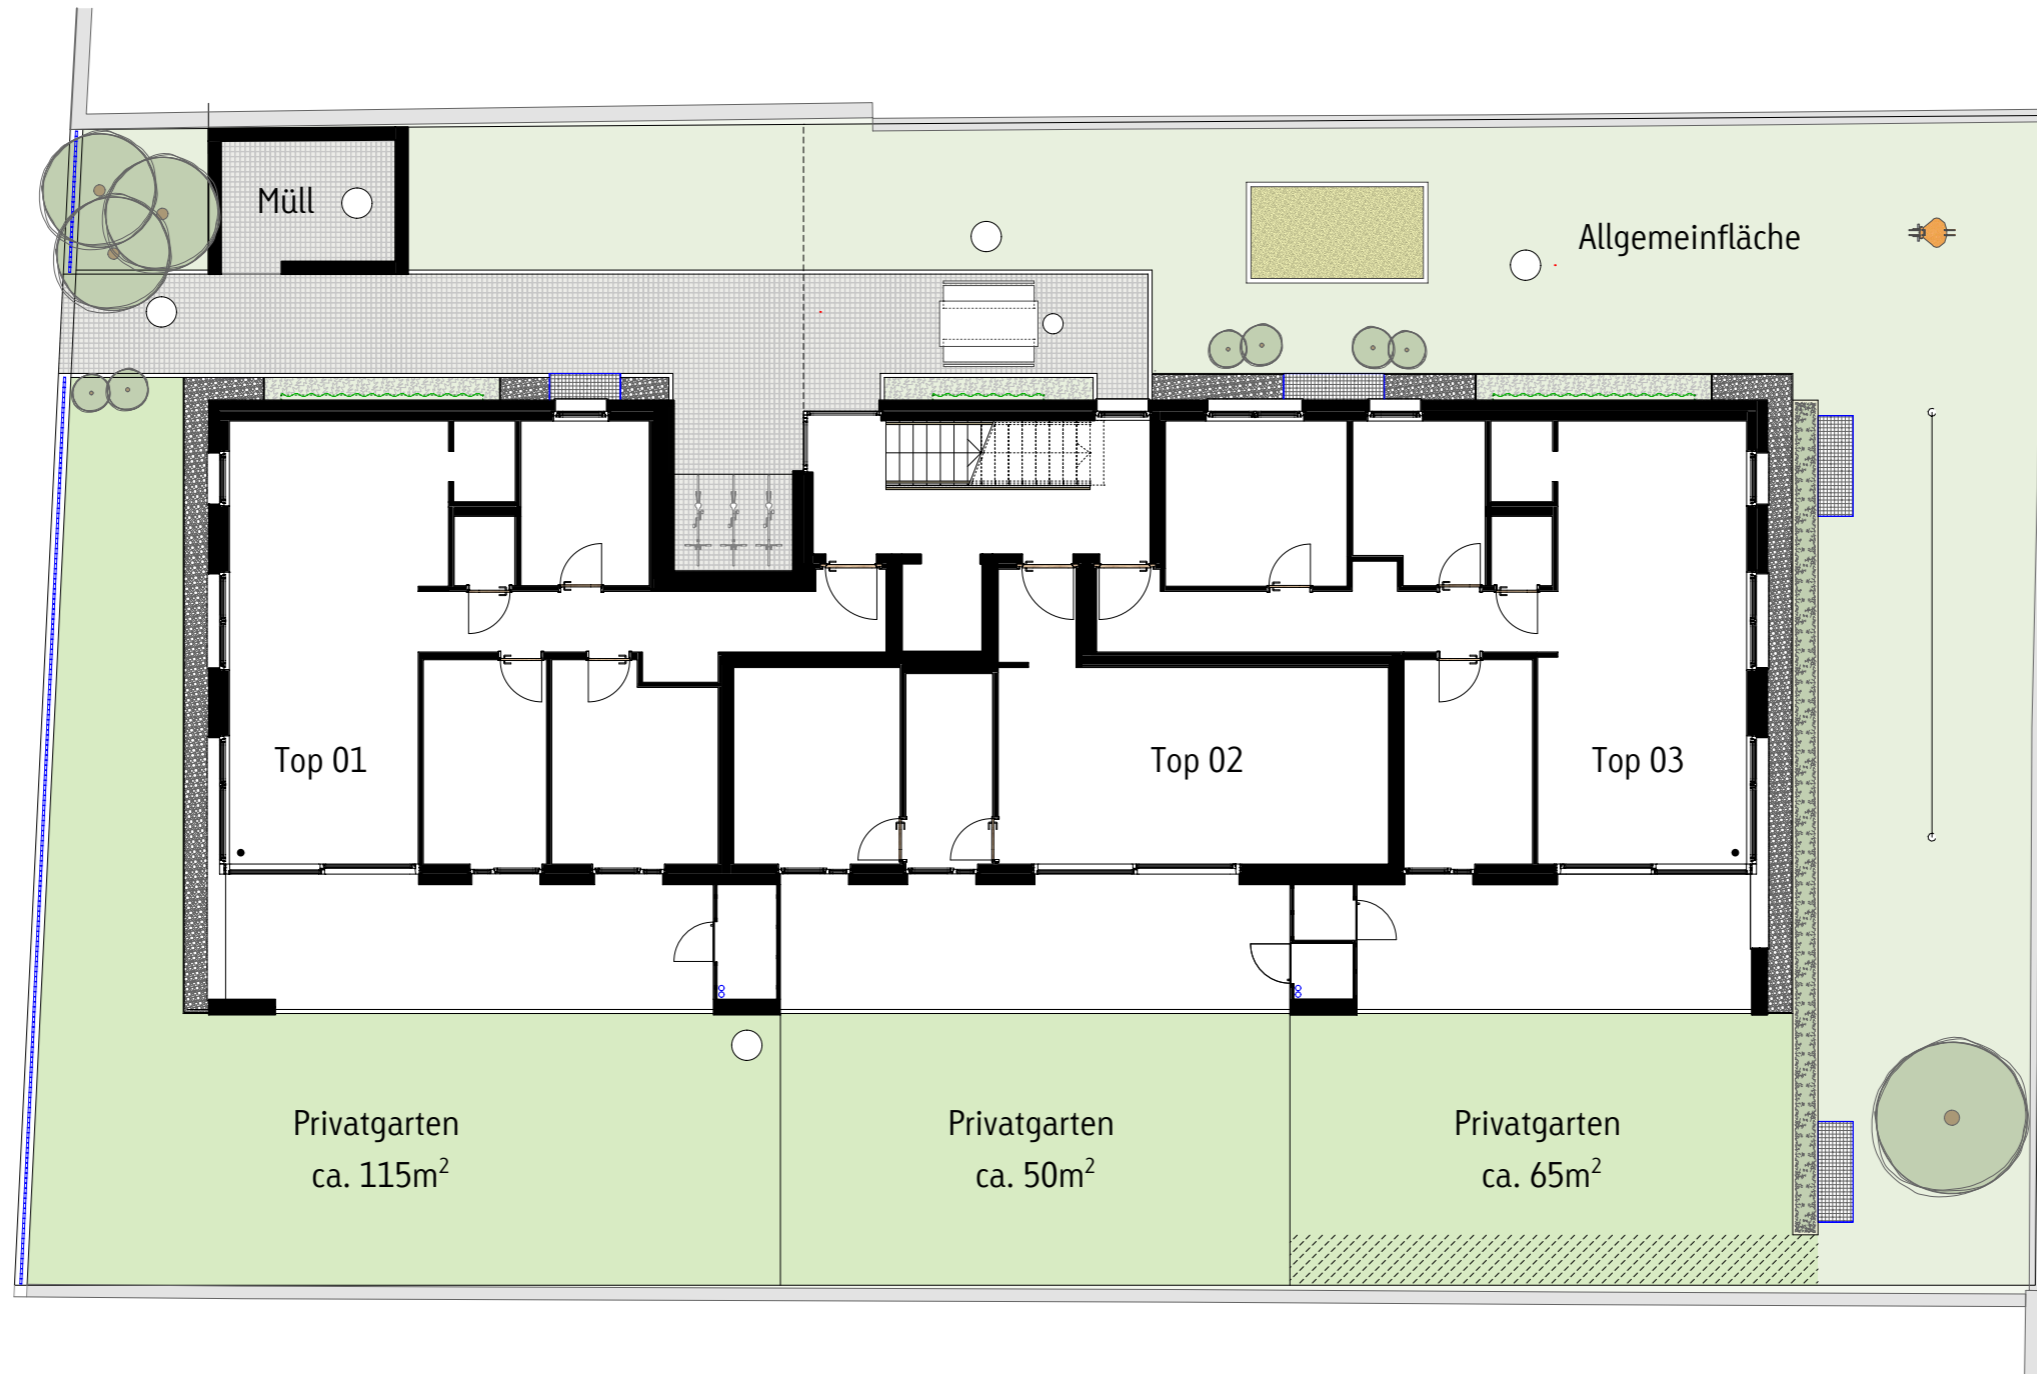 Müll
Allgemeinfläche
Top 01
Top 02
Top 03
Privatgarten
ca. 115m²
Privatgarten
ca. 50m²
Privatgarten
ca. 65m²